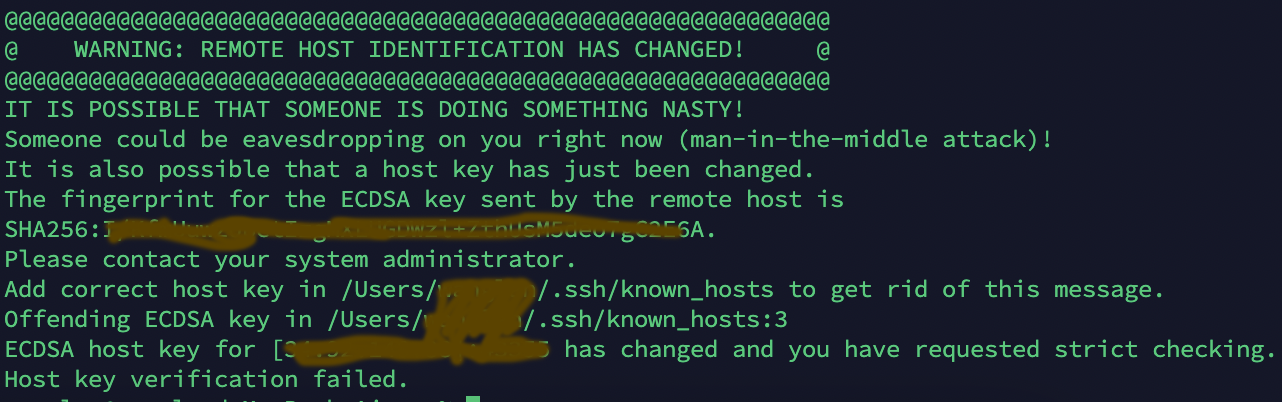 @@@@@@@@@@@@@@@@@@@@@@@@@@@@@@@@@@@@@@@@@@@@@@@@@@@@@@@@@@@
@    WARNING: REMOTE HOST IDENTIFICATION HAS CHANGED!     @
@@@@@@@@@@@@@@@@@@@@@@@@@@@@@@@@@@@@@@@@@@@@@@@@@@@@@@@@@@@
IT IS POSSIBLE THAT SOMEONE IS DOING SOMETHING NASTY!
Someone could be eavesdropping on you right now (man-in-the-middle attack)!
It is also possible that a host key has just been changed.
The fingerprint for the ECDSA key sent by the remote host is
SHA256:
Please contact your system administrator.
Add correct host key in /Users/ /.ssh/known_hosts to get rid of this message.
Offending ECDSA key in /Users/ /.ssh/known_hosts:3
ECDSA host key for [ has changed and you have requested strict checking.
Host key verification failed.